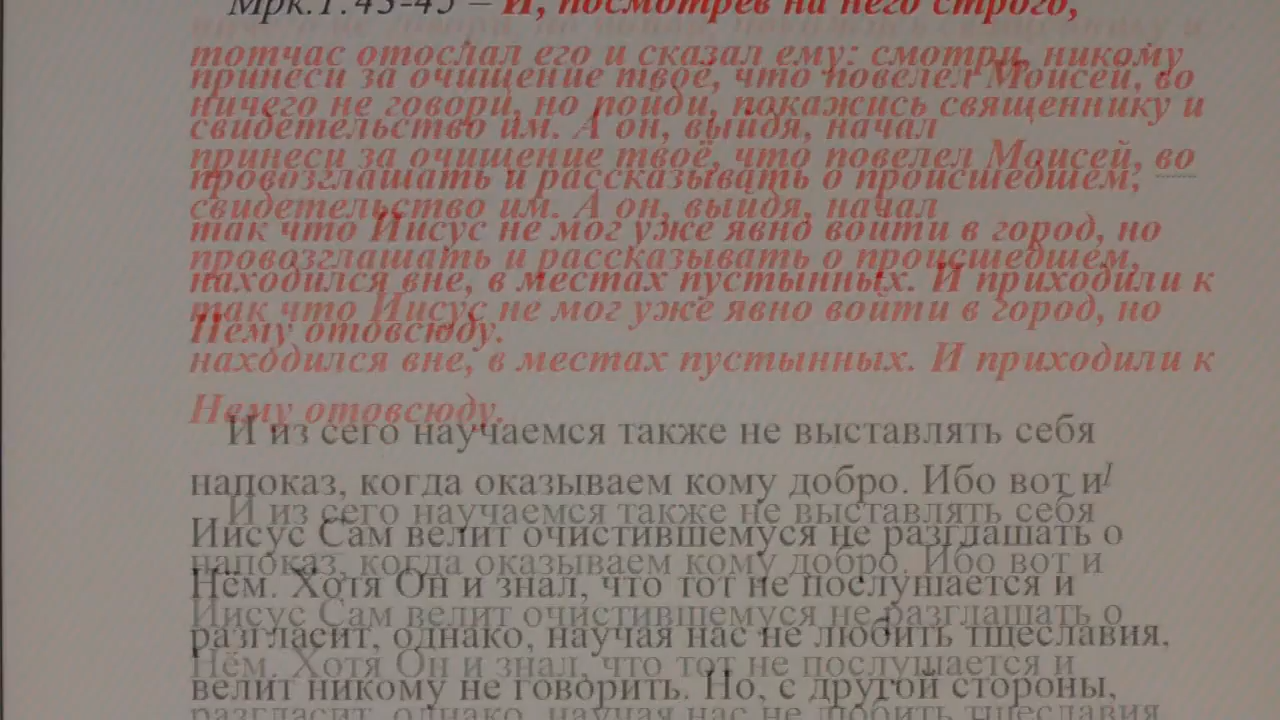 Мрк.1:43-45 – И, посмотрев на него строго,
тотчас отослал его и сказал ему: смотри, никому
ничего не говори, но пойди, покажись священнику и
принеси за очищение твоё, что повелел Моисей, во
свидетельство им. А он, выйдя, начал
провозглашать и рассказывать о происшедшем,
так что Иисус не мог уже явно войти в город, но
находился вне, в местах пустынных. И приходили к
Нему отовсюду.
И из сего научаемся также не выставлять себя
напоказ, когда оказываем кому добро. Ибо вот и
Иисус Сам велит очистившемуся не разглашать о
Нём. Хотя Он и знал, что тот не послушается и
разгласит, однако, научая нас не любить тщеславия,
велит никому не говорить. Но, с другой стороны,